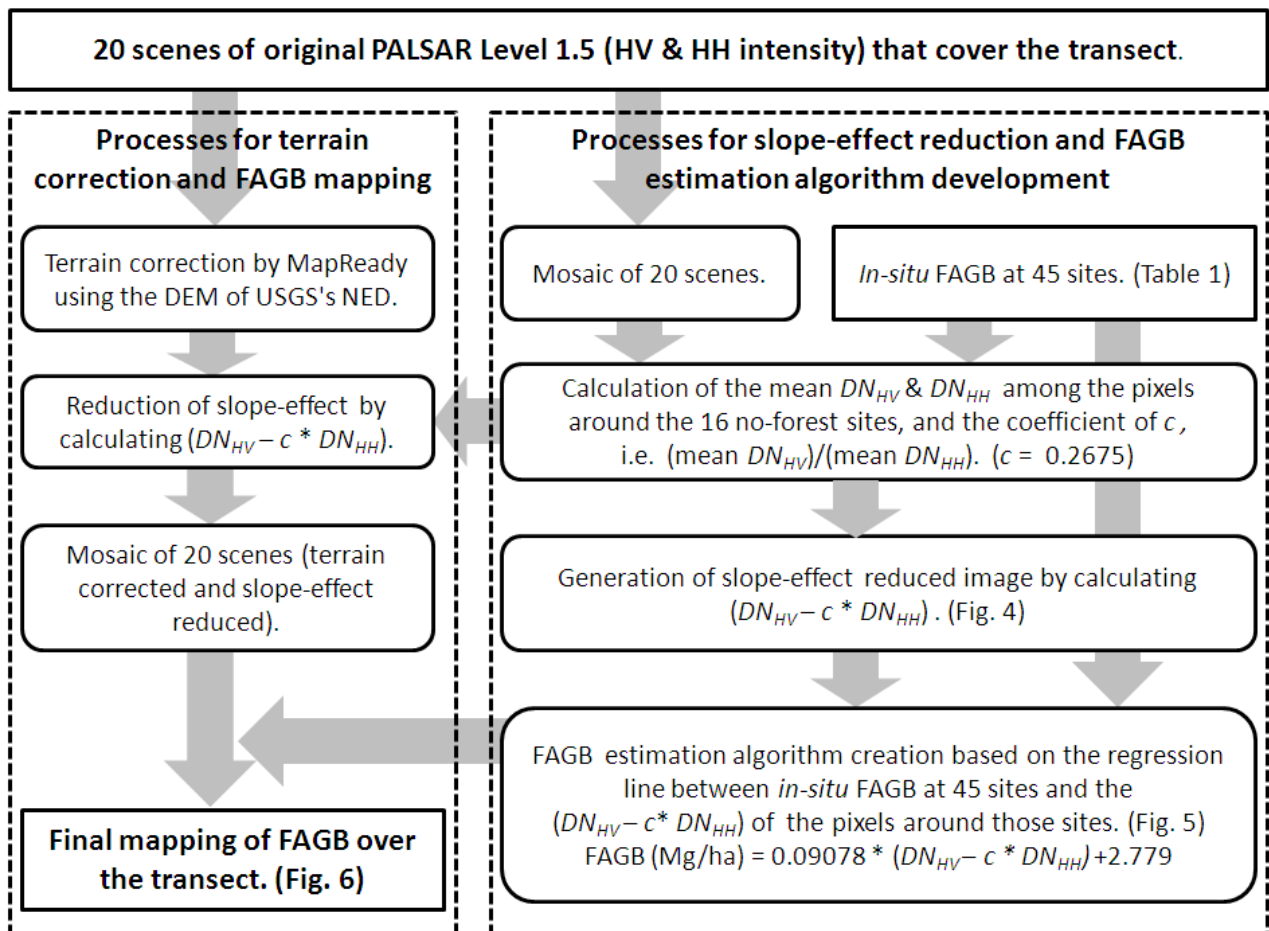 20 scenes of original PALSAR Level 1.5 (HV & HH intensity) that cover the transect.
Processes for terrain
correction and FAGB mapping
Terrain correction by MapReady
using the DEM of USGS's NED.
Reduction of slope-effect by
calculating (DN_HV – c * DN_HH).
Mosaic of 20 scenes (terrain
corrected and slope-effect
reduced).
Final mapping of FAGB over
the transect. (Fig. 6)
Processes for slope-effect reduction and FAGB
estimation algorithm development
Mosaic of 20 scenes.
In-situ FAGB at 45 sites. (Table 1)
Calculation of the mean DN_HV & DN_HH among the pixels
around the 16 no-forest sites, and the coefficient of c ,
i.e. (mean DN_HV)/(mean DN_HH). (c = 0.2675)
Generation of slope-effect reduced image by calculating
(DN_HV – c * DN_HH) . (Fig. 4)
FAGB estimation algorithm creation based on the regression
line between in-situ FAGB at 45 sites and the
(DN_HV – c* DN_HH) of the pixels around those sites. (Fig. 5)
FAGB (Mg/ha) = 0.09078 * (DN_HV – c * DN_HH) +2.779